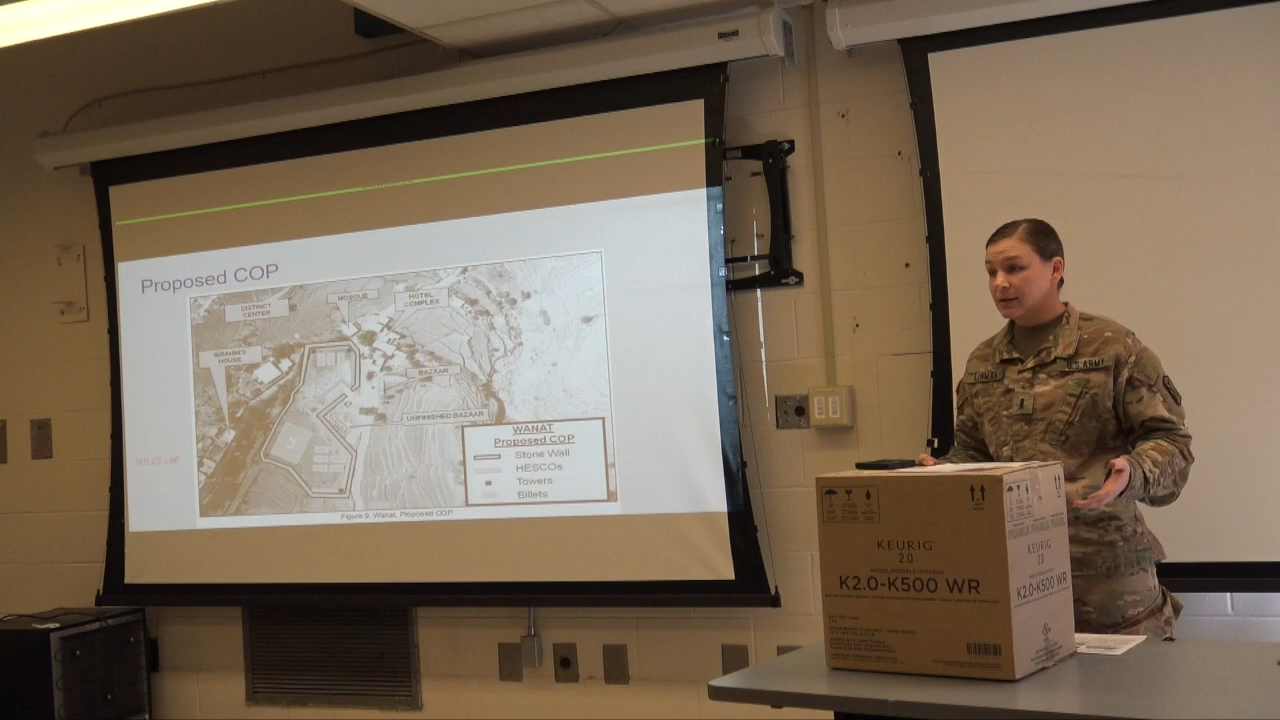 Proposed COP
DISTRICT
CENTER
MOSQUE
HOTEL
COMPLEX
IBRAHIM'S
HOUSE
BAZAAR
UNFINISHED BAZAAR
WANAT
Proposed COP
Stone Wall
HESCOs
Towers
Billets
Figure 9. Wanat, Proposed COP.
U.S. ARMY
KEURIG
2.0
K2.0-K500 WR
KEURIG
2.0
K2.0-K500 WR